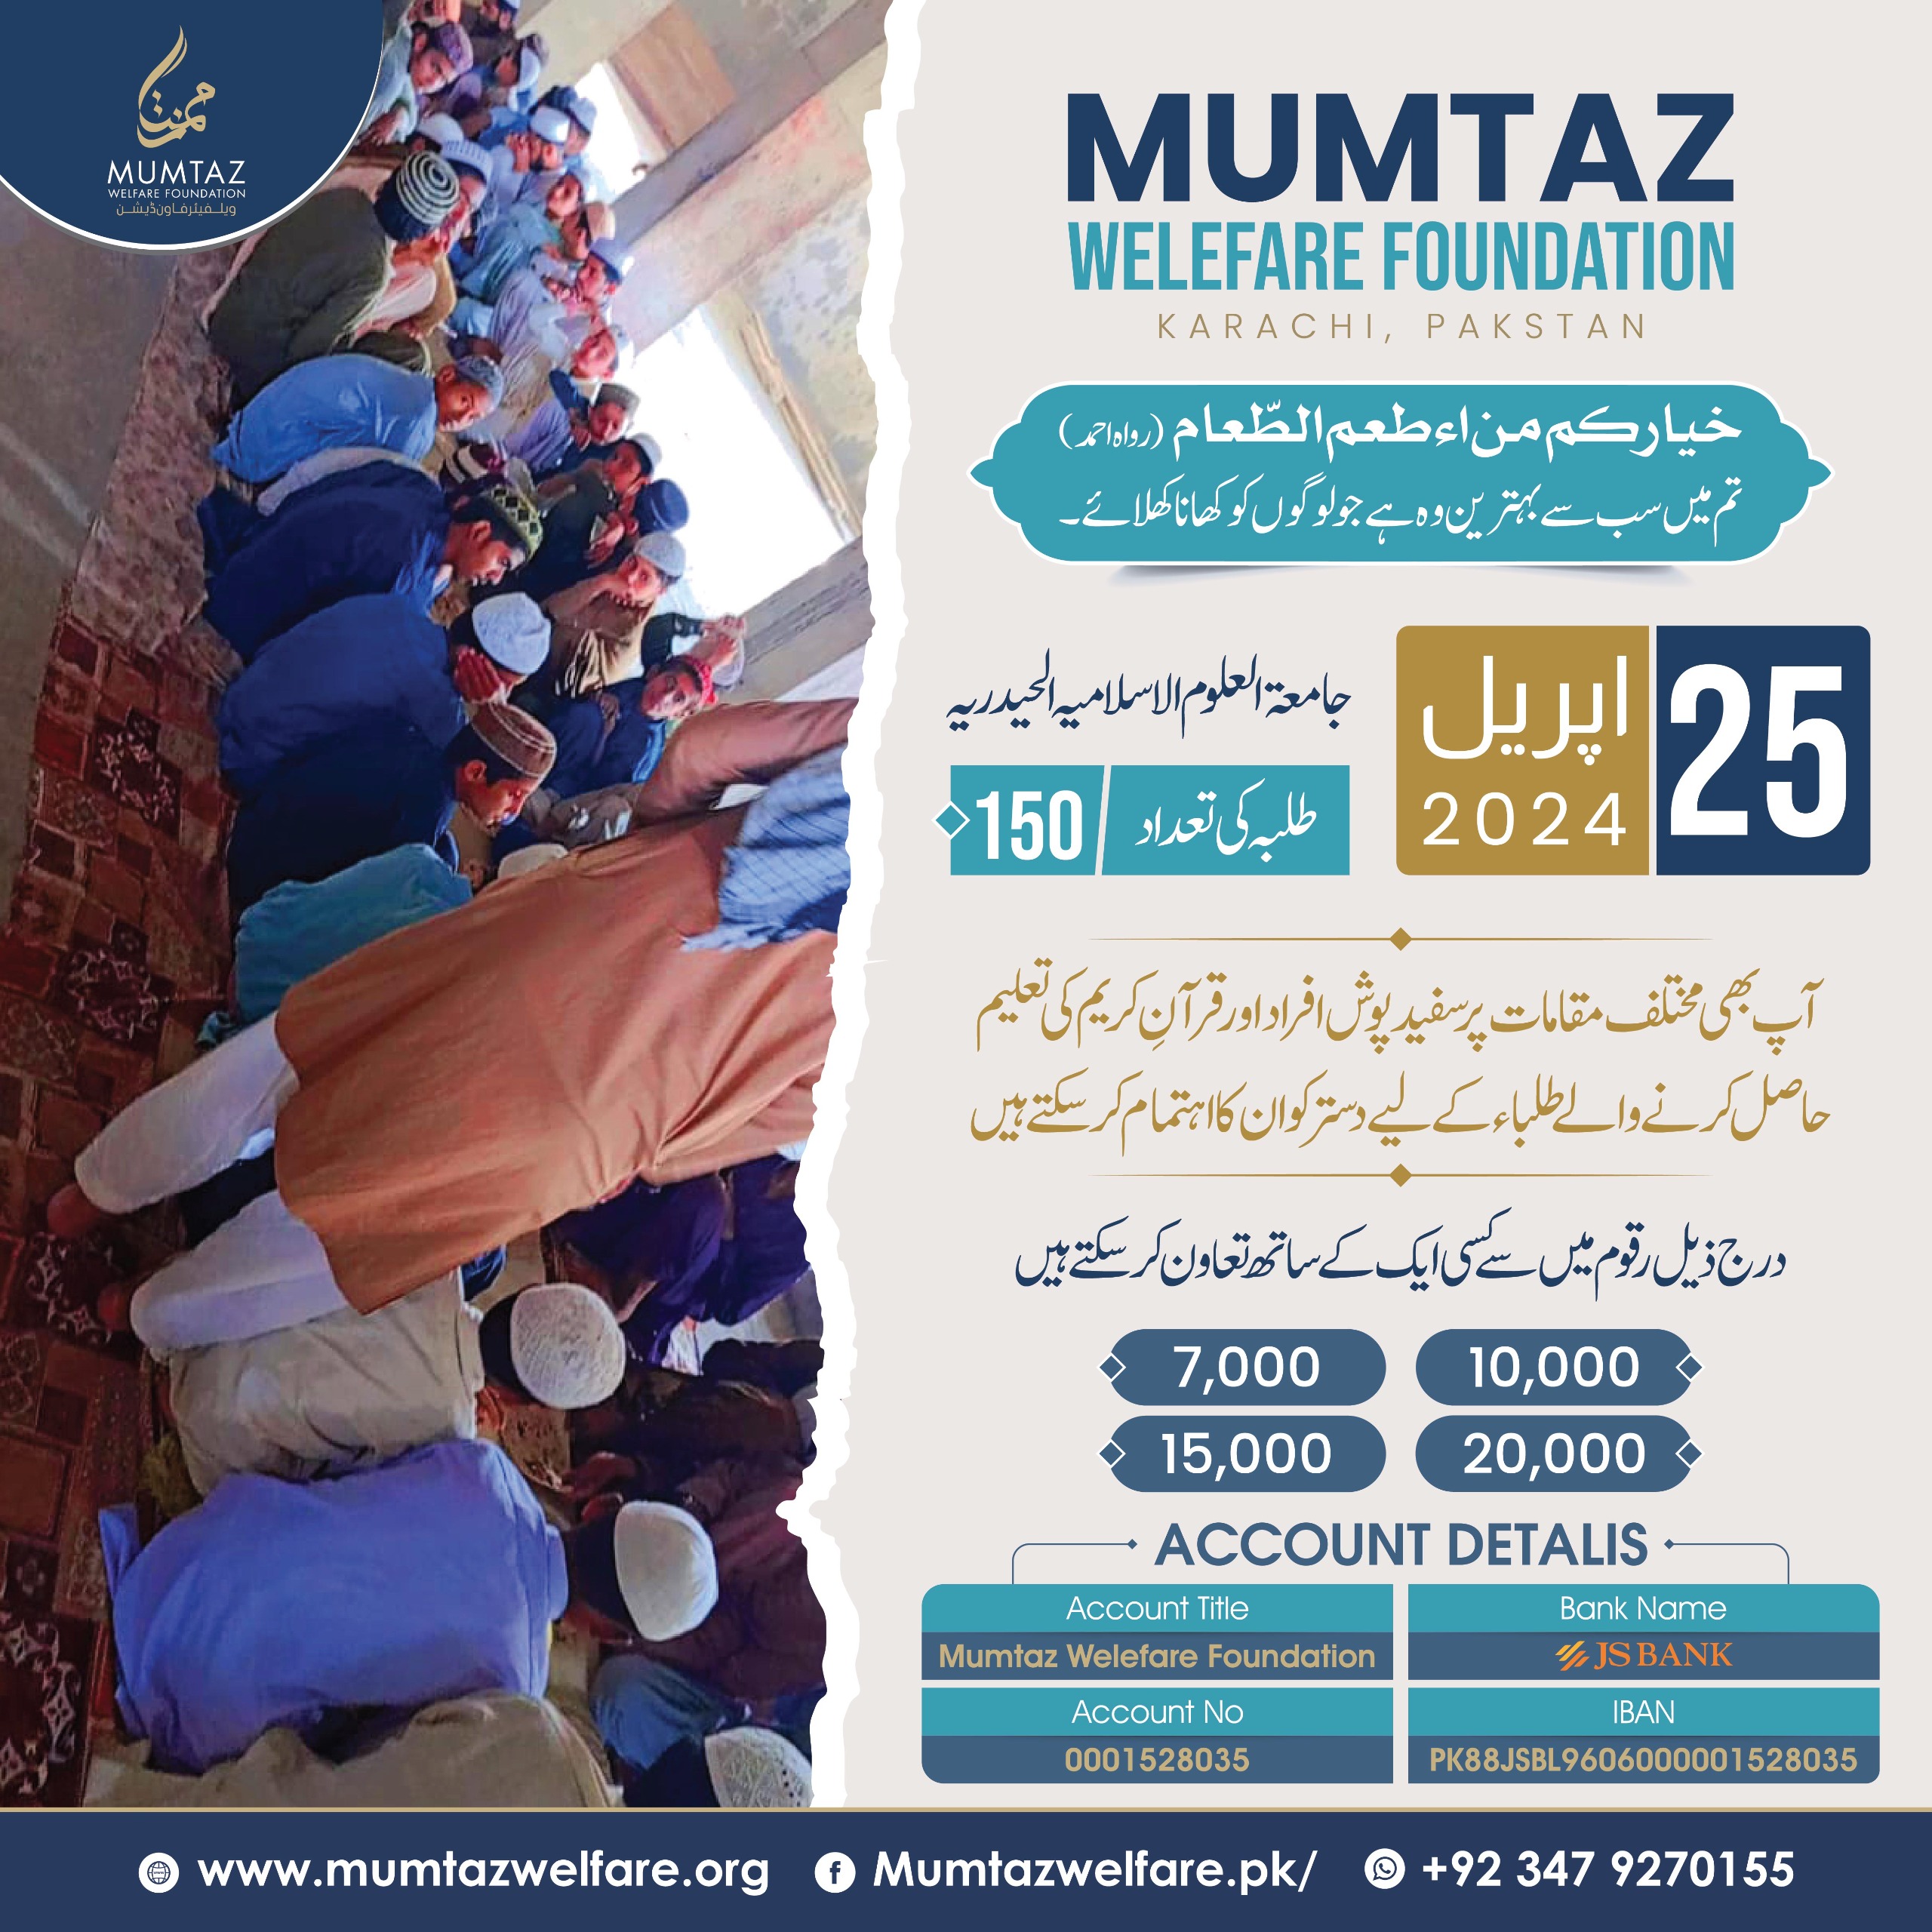 ممتاز
MUMTAZ
WELFARE FOUNDATION
ویلفیئرفاونڈیشن
MUMTAZ
WELEFARE FOUNDATION
KARACHI, PAKSTAN
خیارکم من اءطعم الطّعام (رواہ احمد)
تم میں سب سے بہترین وہ ہے جو لوگوں کو کھانا کھلائے۔
25
اپریل
2024
جامعۃ العلوم الاسلامیہ الحیدریہ
طلبہ کی تعداد
150
آپ بھی مختلف مقامات پر سفید پوش افراد اور قرآنِ کریم کی تعلیم
حاصل کرنے والے طلباء کے لیے دسترکوان کا اہتمام کر سکتے ہیں
درج ذیل رقوم میں سے کسی ایک کے ساتھ تعاون کر سکتے ہیں
7,000
10,000
15,000
20,000
ACCOUNT DETALIS
Account Title
Mumtaz Welefare Foundation
Bank Name
JS BANK
Account No
0001528035
IBAN
PK88JSBL9606000001528035
www.mumtazwelfare.org
Mumtazwelfare.pk/
+92 347 9270155